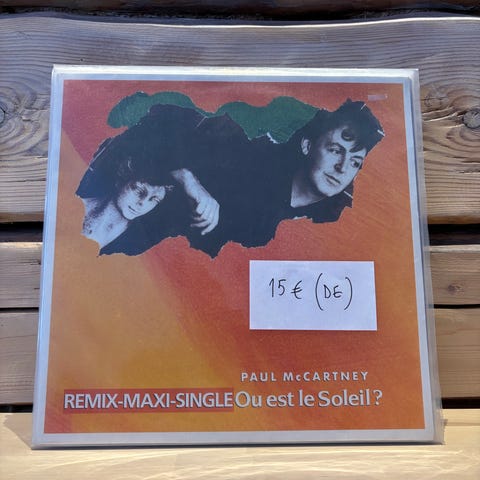 15 € (DE)
PAUL McCARTNEY
REMIX-MAXI-SINGLE Ou est le Soleil?